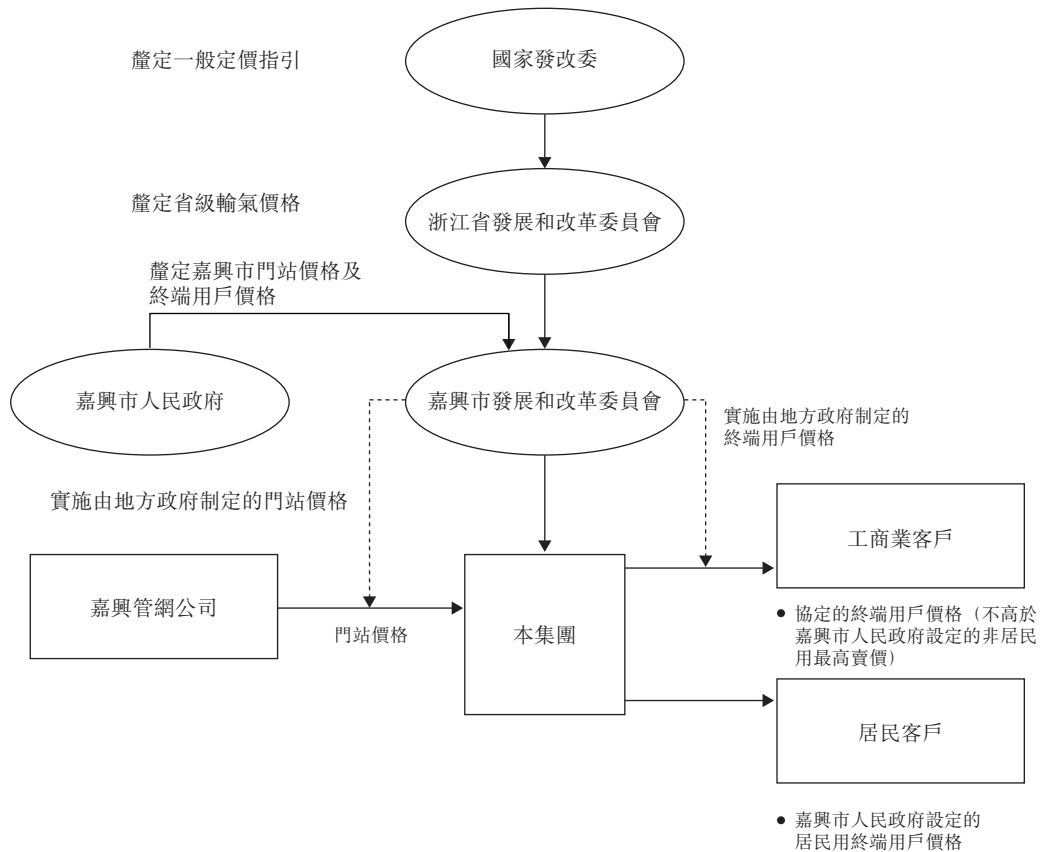 釐定一般定價指引
國家發改委
釐定省級輸氣價格
浙江省發展和改革委員會
釐定嘉興市門站價格及
終端用戶價格
嘉興市人民政府
嘉興市發展和改革委員會
實施由地方政府制定的
終端用戶價格
實施由地方政府制定的門站價格
工商業客戶
嘉興管網公司
門站價格
本集團
● 協定的終端用戶價格（不高於
嘉興市人民政府設定的非居民
用最高賣價）
居民客戶
● 嘉興市人民政府設定的
居民用終端用戶價格